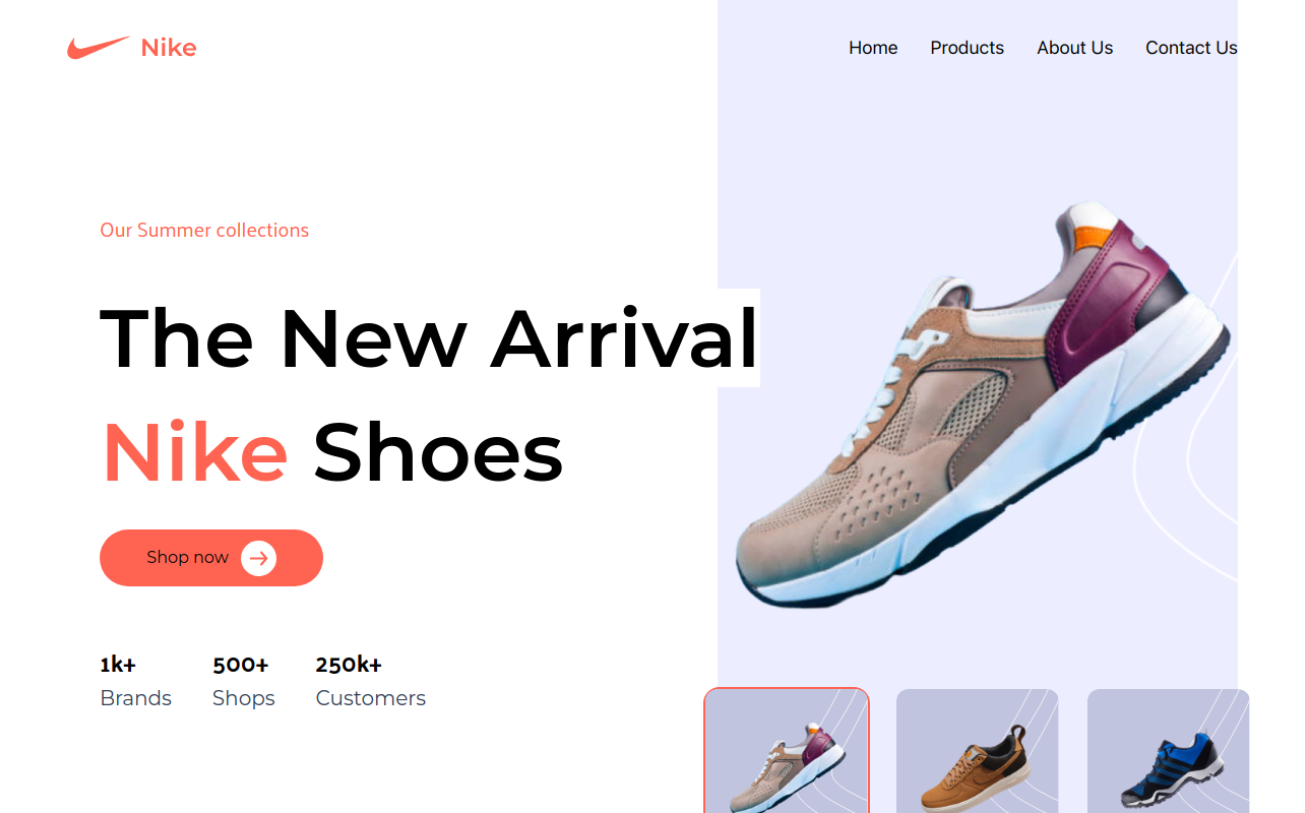 Nike
Home Products About Us Contact Us
Our Summer collections
The New Arrival
Nike Shoes
Shop now
1k+ 500+ 250k+
Brands Shops Customers